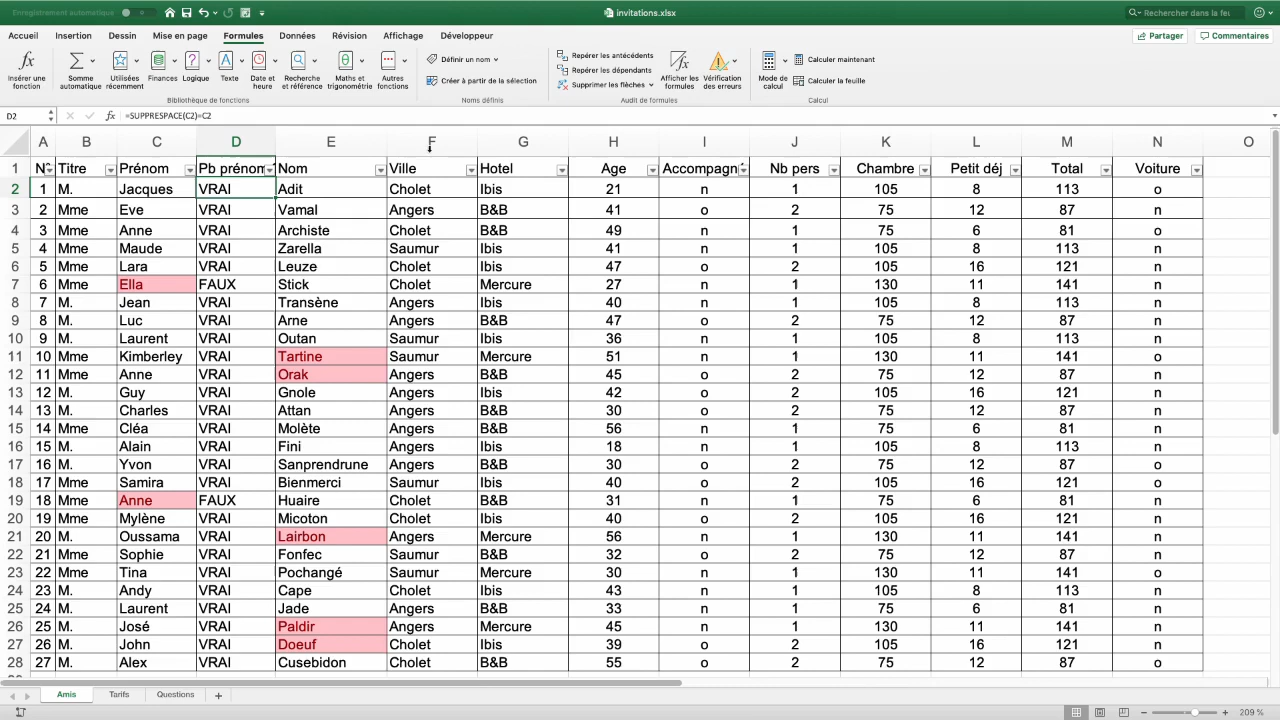 Enregistrement automatique
invitations.xlsx
Rechercher dans la feu
Accueil Insertion Dessin Mise en page Formules Données Révision Affichage Développeur
Partager Commentaires
Insérer une fonction
Somme automatique
Utilisées récemment
Finances
Logique
Texte
Date et heure
Recherche et référence
Maths et trigonométrie
Autres fonctions
Bibliothèque de fonctions
Définir un nom
Créer à partir de la sélection
Noms définis
Repérer les antécédents
Repérer les dépendants
Supprimer les flèches
Afficher les formules
Vérification des erreurs
Audit de formules
Mode de calcul
Calculer maintenant
Calculer la feuille
Calcul
D2 fx =SUPPRESPACE(C2)=C2
A B C D E F G H I J K L M N O
1 N° Titre Prénom Pb prénom Nom Ville Hotel Age Accompagn Nb pers Chambre Petit déj Total Voiture
2 1 M. Jacques VRAI Adit Cholet Ibis 21 n 1 105 8 113 o
3 2 Mme Eve VRAI Vamal Angers B&B 41 o 2 75 12 87 n
4 3 Mme Anne VRAI Archiste Cholet B&B 49 n 1 75 6 81 o
5 4 Mme Maude VRAI Zarella Saumur Ibis 41 n 1 105 8 113 n
6 5 Mme Lara VRAI Leuze Cholet Ibis 47 o 2 105 16 121 n
7 6 Mme Ella FAUX Stick Cholet Mercure 27 n 1 130 11 141 o
8 7 M. Jean VRAI Transène Angers Ibis 40 n 1 105 8 113 n
9 8 M. Luc VRAI Arne Angers B&B 47 o 2 75 12 87 n
10 9 M. Laurent VRAI Outan Saumur Ibis 36 n 1 105 8 113 n
11 10 Mme Kimberley VRAI Tartine Saumur Mercure 51 n 1 130 11 141 o
12 11 Mme Anne VRAI Orak Angers B&B 45 o 2 75 12 87 n
13 12 M. Guy VRAI Gnole Angers Ibis 42 o 2 105 16 121 n
14 13 M. Charles VRAI Attan Angers B&B 30 o 2 75 12 87 n
15 14 Mme Cléa VRAI Molète Angers B&B 56 n 1 75 6 81 n
16 15 M. Alain VRAI Fini Angers Ibis 18 n 1 105 8 113 n
17 16 M. Yvon VRAI Sanprendrune Angers B&B 30 o 2 75 12 87 o
18 17 Mme Samira VRAI Bienmerci Saumur Ibis 40 o 2 105 16 121 o
19 18 Mme Anne FAUX Huaire Cholet B&B 31 n 1 75 6 81 n
20 19 Mme Mylène VRAI Micoton Cholet Ibis 40 o 2 105 16 121 n
21 20 M. Oussama VRAI Lairbon Angers Mercure 56 n 1 130 11 141 n
22 21 Mme Sophie VRAI Fonfec Saumur B&B 32 o 2 75 12 87 n
23 22 Mme Tina VRAI Pochangé Saumur Mercure 30 n 1 130 11 141 o
24 23 M. Andy VRAI Cape Cholet Ibis 43 n 1 105 8 113 n
25 24 M. Laurent VRAI Jade Angers B&B 33 n 1 75 6 81 n
26 25 M. José VRAI Paldir Angers Mercure 45 n 1 130 11 141 n
27 26 M. John VRAI Doeuf Cholet Ibis 39 o 2 105 16 121 n
28 27 M. Alex VRAI Cusebidon Cholet B&B 55 o 2 75 12 87 o
Amis Tarifs Questions
209 %